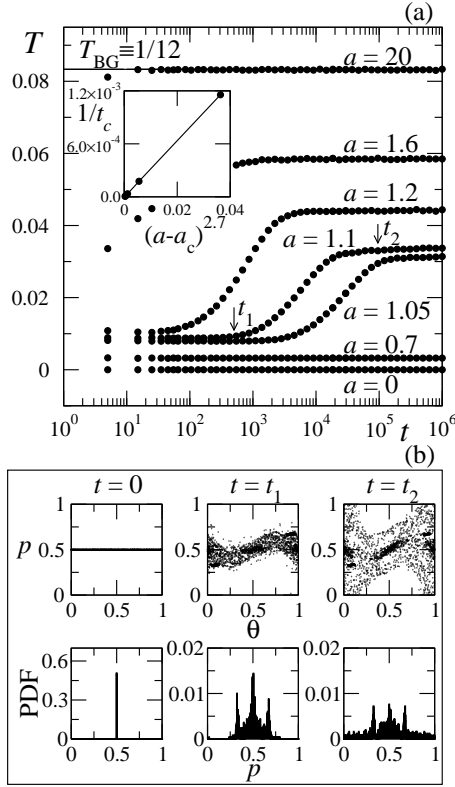 (a)
T
T_BG≡1/12
a = 20
0.08
1.2×10^-3
1/t_c
6.0×10^-4
0.0
0 0.02 0.04
(a-a_c)^2.7
a = 1.6
0.06
a = 1.2
0.04
a = 1.1
t_2
0.02
t_1
a = 1.05
a = 0.7
0
a = 0
10^0 10^1 10^2 10^3 10^4 10^5 10^6
t
(b)
t = 0 t = t_1 t = t_2
1 1 1
p 0.5 0.5 0.5
0 0 0
0 0.5 1 0 0.5 1 0 0.5 1
θ
0.6 0.02 0.02
PDF 0.3 0.01 0.01
0 0 0
0 0.5 1 0 0.5 1 0 0.5 1
p